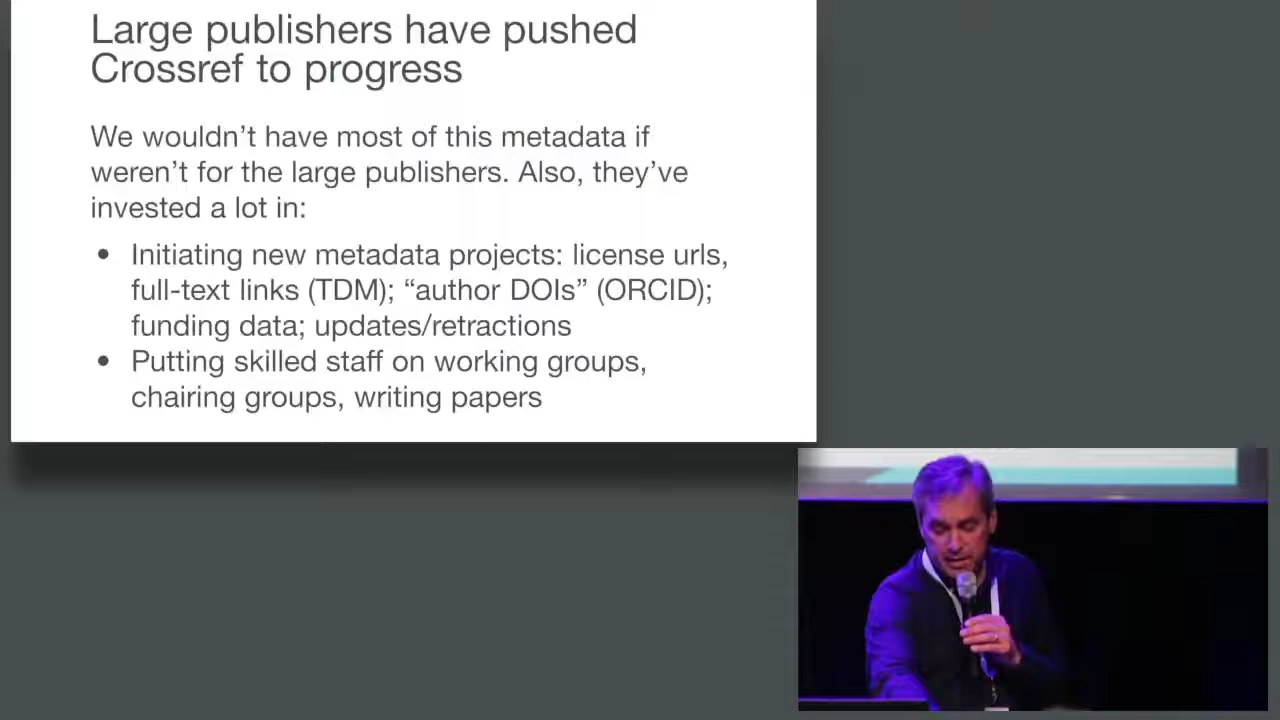 Large publishers have pushed
Crossref to progress
We wouldn't have most of this metadata if
weren't for the large publishers. Also, they've
invested a lot in:
• Initiating new metadata projects: license urls,
full-text links (TDM); “author DOIs” (ORCID);
funding data; updates/retractions
• Putting skilled staff on working groups,
chairing groups, writing papers